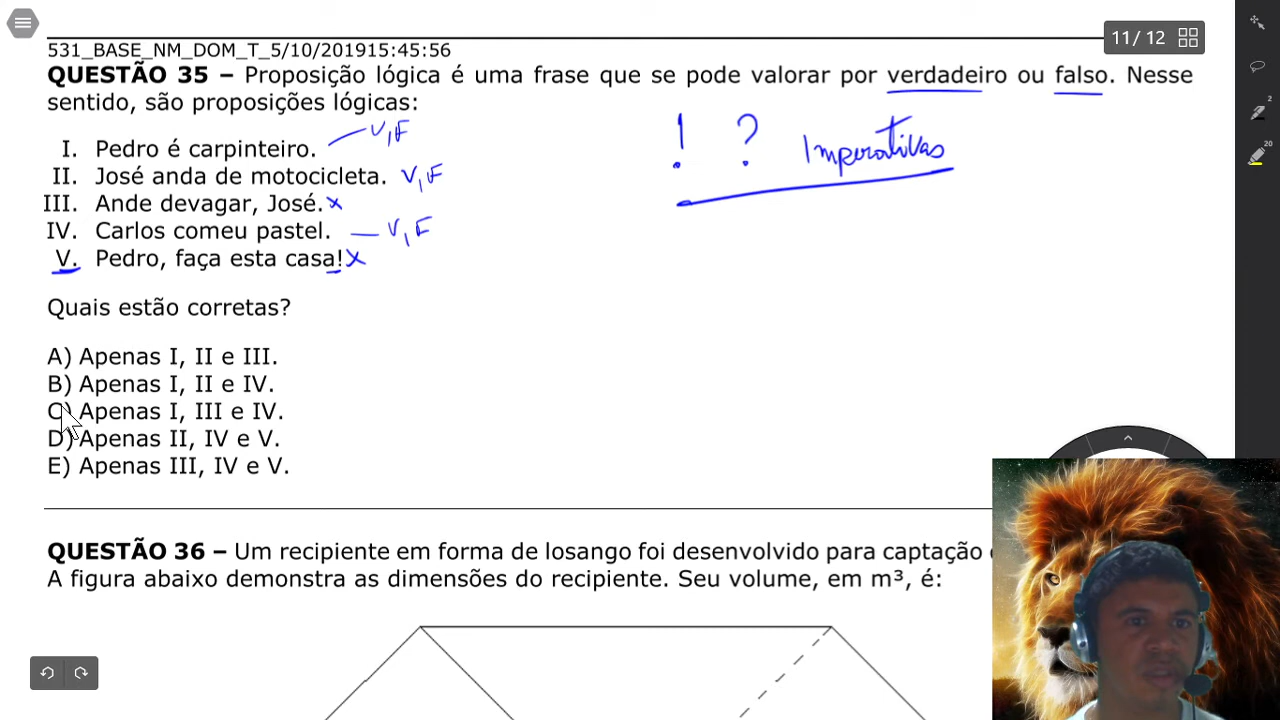 11 / 12
531_BASE_NM_DOM_T_5/10/201915:45:56
QUESTÃO 35 – Proposição lógica é uma frase que se pode valorar por verdadeiro ou falso. Nesse
sentido, são proposições lógicas:
! ? Imperativas
I. Pedro é carpinteiro. V,F
II. José anda de motocicleta. V,F
III. Ande devagar, José. x
IV. Carlos comeu pastel. V,F
V. Pedro, faça esta casa! X
Quais estão corretas?
A) Apenas I, II e III.
B) Apenas I, II e IV.
C) Apenas I, III e IV.
D) Apenas II, IV e V.
E) Apenas III, IV e V.
QUESTÃO 36 – Um recipiente em forma de losango foi desenvolvido para captação
A figura abaixo demonstra as dimensões do recipiente. Seu volume, em m³, é:
2
20